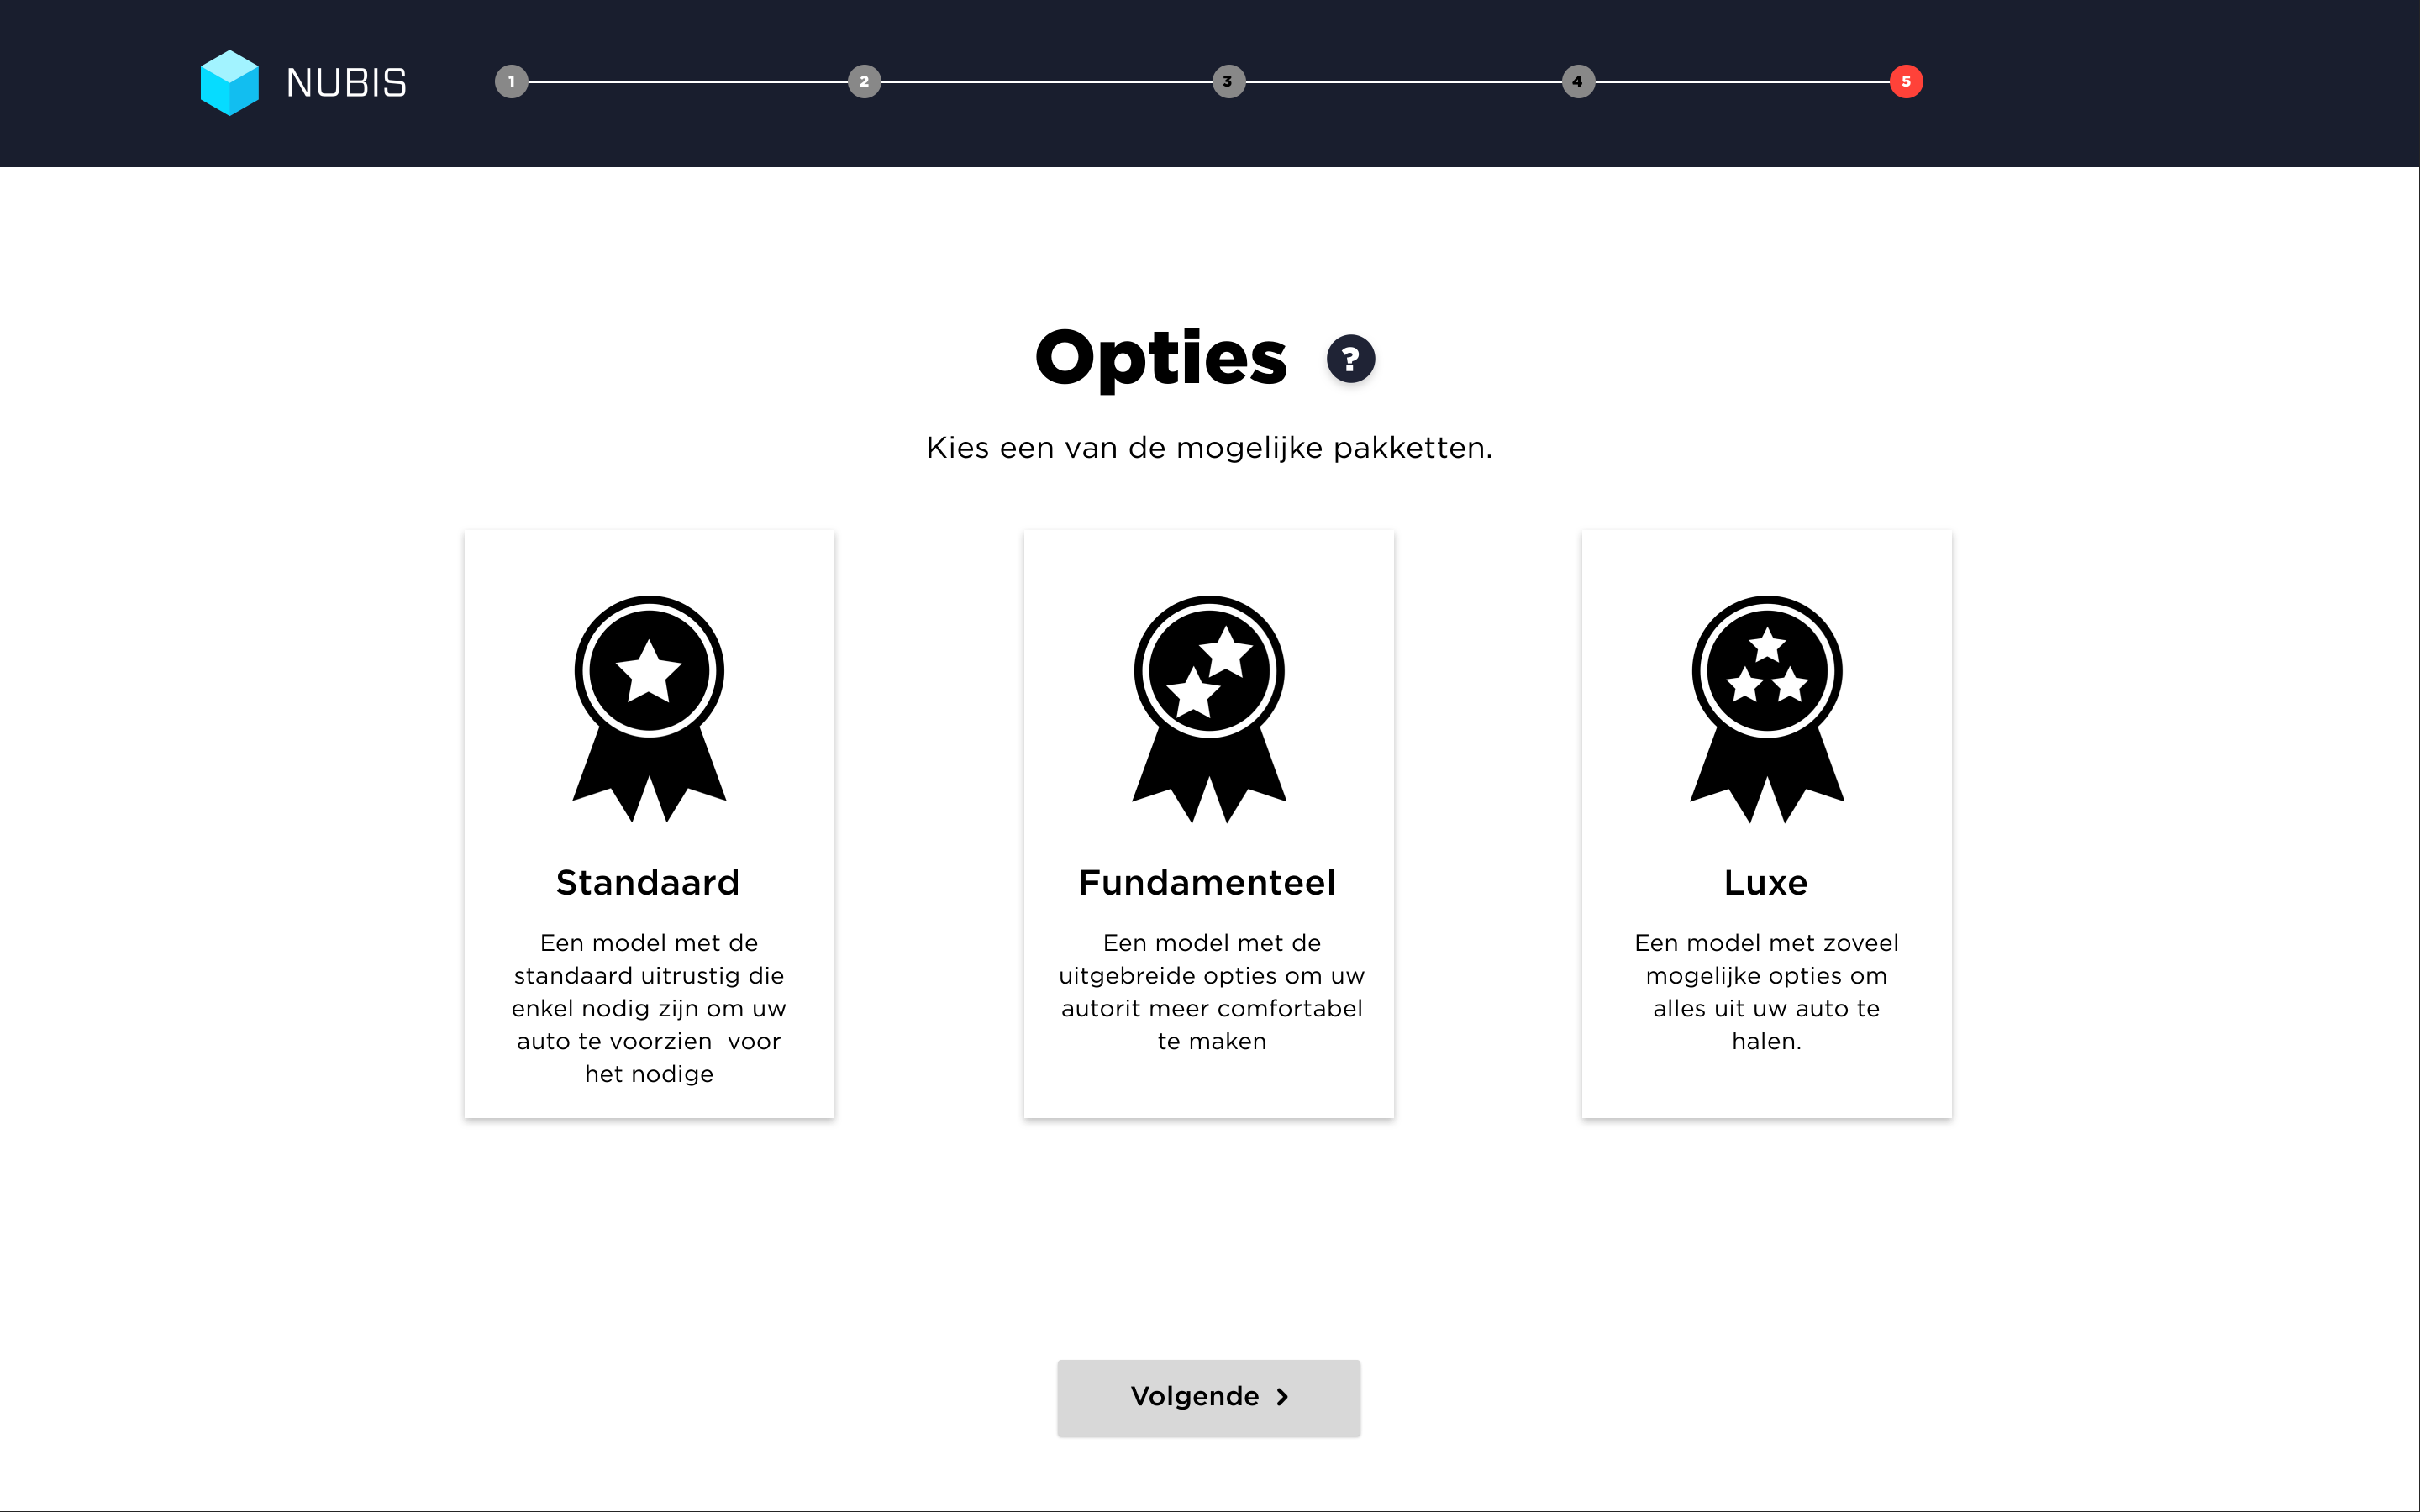 NUBIS
1 2 3 4 5
Opties ?
Kies een van de mogelijke pakketten.
Standaard
Een model met de
standaard uitrustig die
enkel nodig zijn om uw
auto te voorzien  voor
het nodige
Fundamenteel
Een model met de
uitgebreide opties om uw
autorit meer comfortabel
te maken
Luxe
Een model met zoveel
mogelijke opties om
alles uit uw auto te
halen.
Volgende